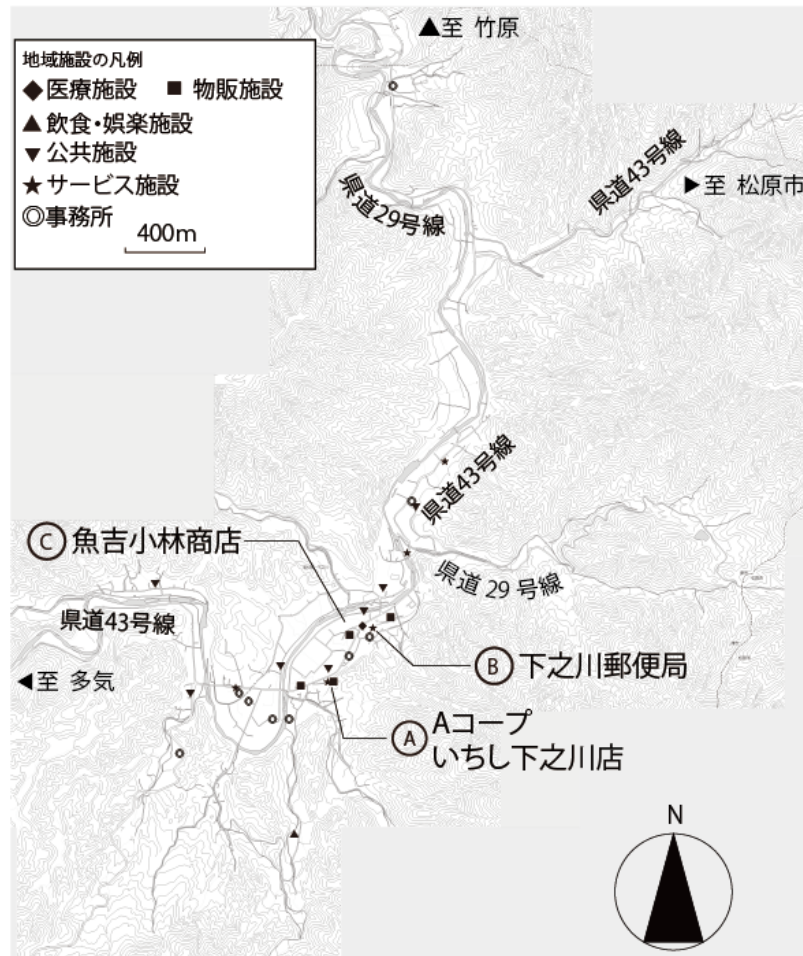 ▲至 竹原
地域施設の凡例
◆医療施設 ■ 物販施設
▲飲食・娯楽施設
▼公共施設
★サービス施設
◎事務所
400m
県道29号線
県道43号線
▶至 松原市
県道43号線
Ⓒ 魚吉小林商店
県道 29 号線
県道43号線
◀至 多気
Ⓑ 下之川郵便局
Ⓐ Aコープ
いちし下之川店
N